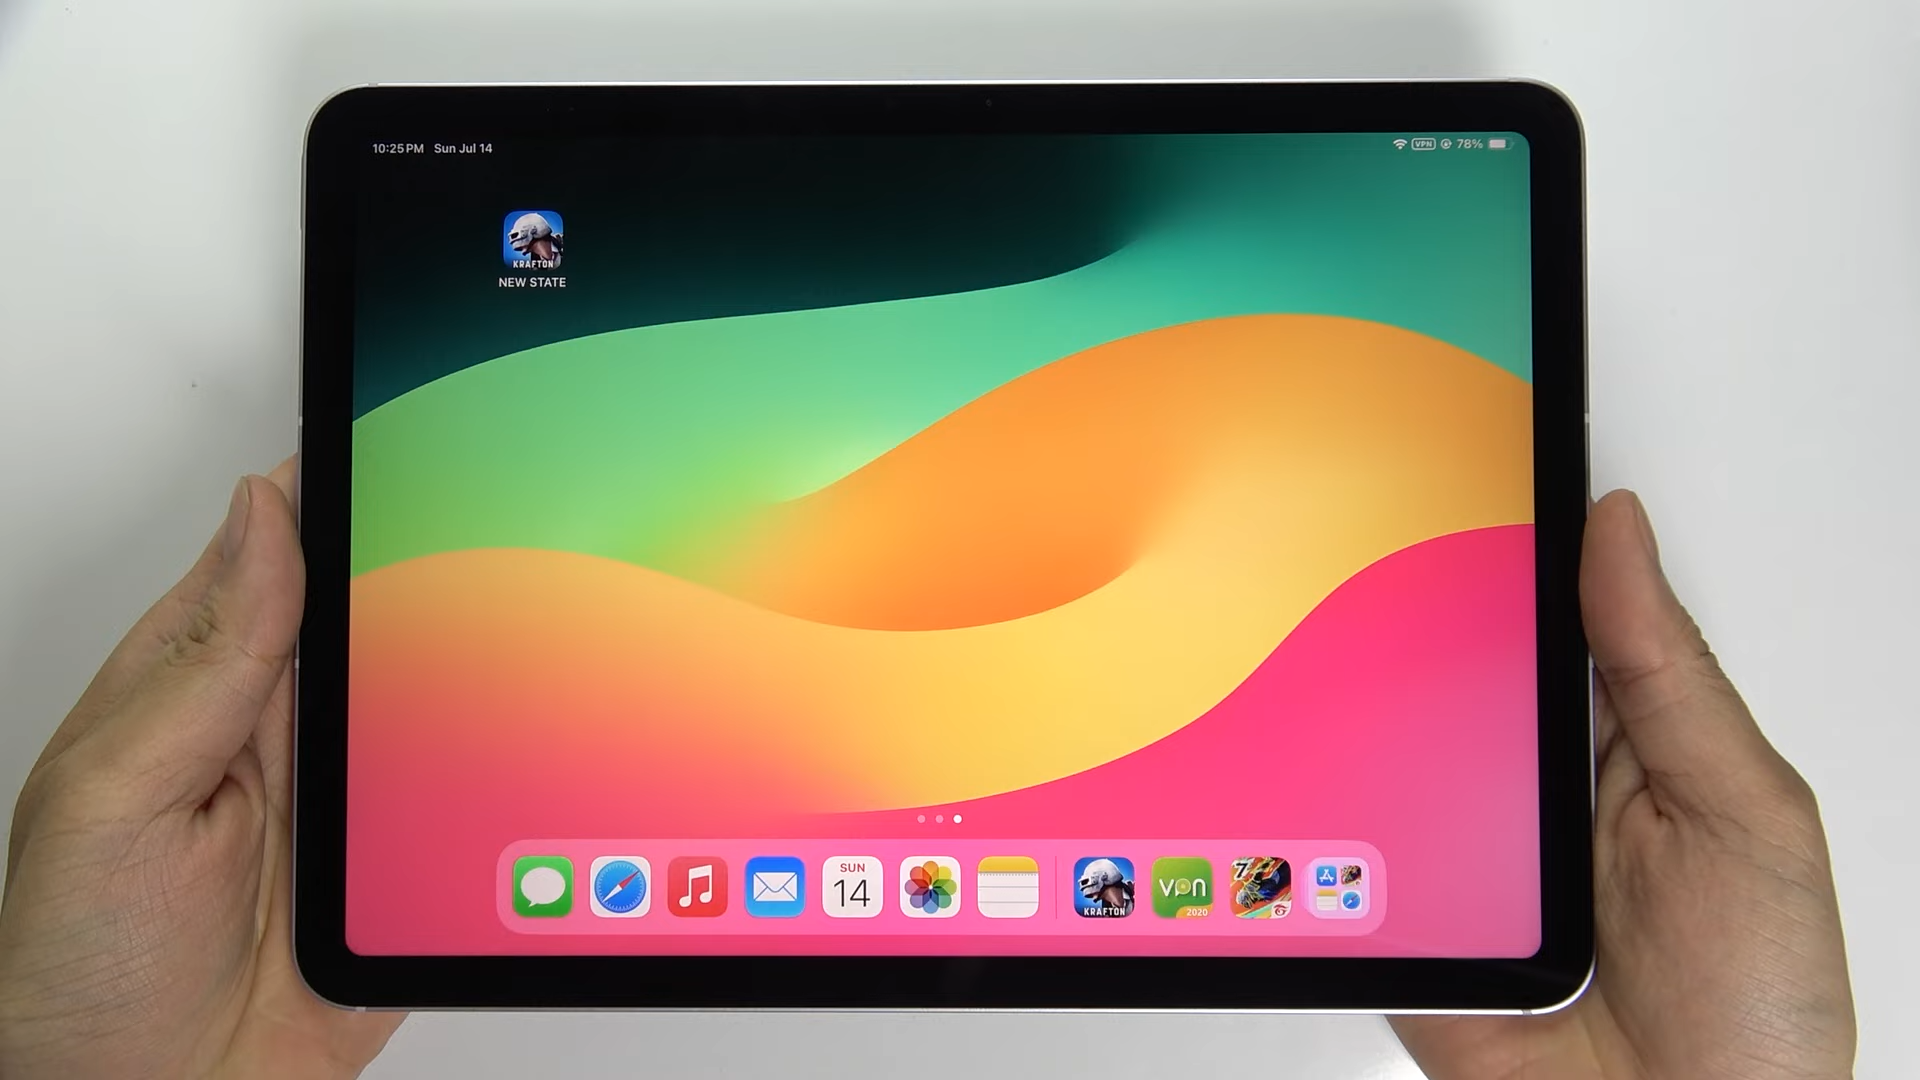 10:25 PM Sun Jul 14
VPN 78%
KRAFTON
NEW STATE
SUN
14
KRAFTON
vpn
2020
7